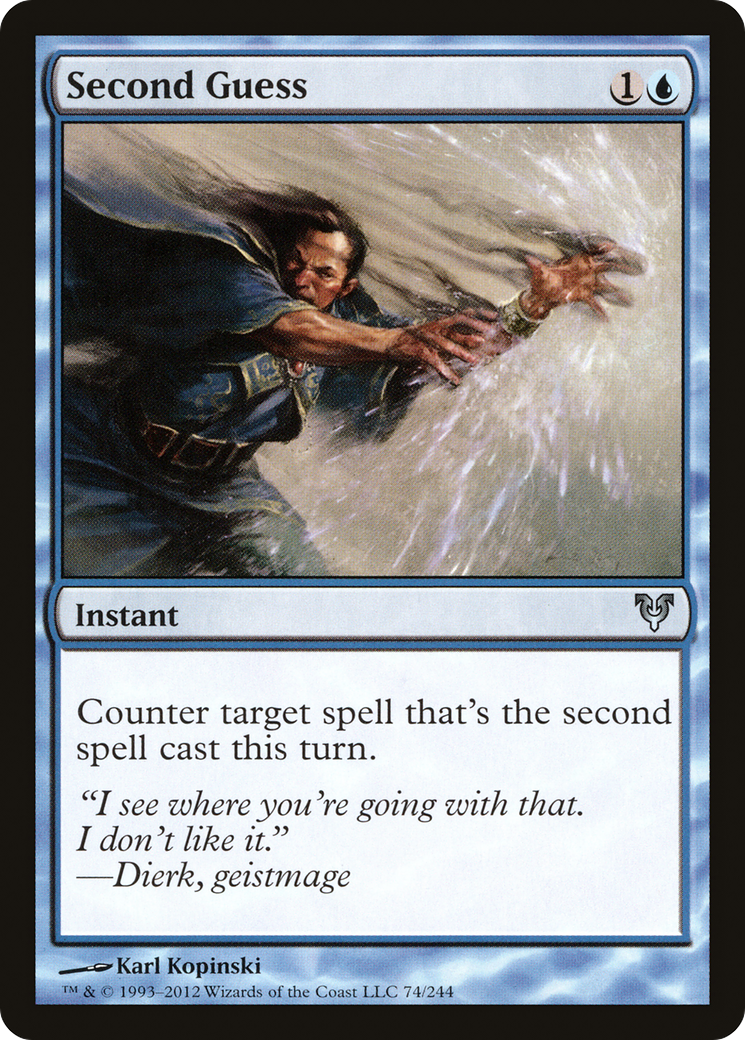 Second Guess
1
Instant
Counter target spell that's the second
spell cast this turn.
"I see where you're going with that.
I don't like it."
—Dierk, geistmage
Karl Kopinski
™ & © 1993–2012 Wizards of the Coast LLC 74/244